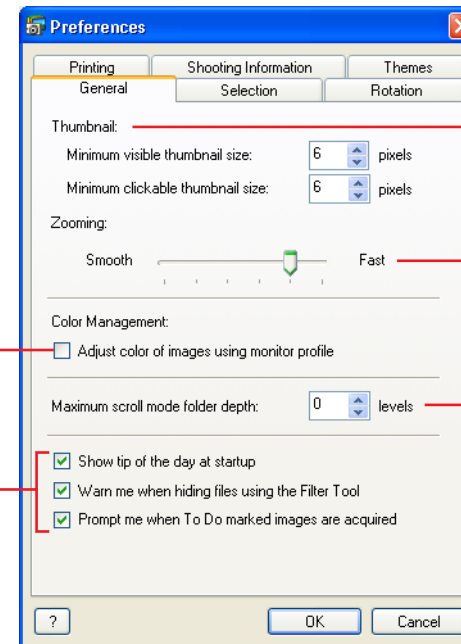 Preferences
Printing Shooting Information Themes
General Selection Rotation
Thumbnail:
Minimum visible thumbnail size: 6 pixels
Minimum clickable thumbnail size: 6 pixels
Zooming:
Smooth Fast
Color Management:
Adjust color of images using monitor profile
Maximum scroll mode folder depth: 0 levels
Show tip of the day at startup
Warn me when hiding files using the Filter Tool
Prompt me when To Do marked images are acquired
? OK Cancel